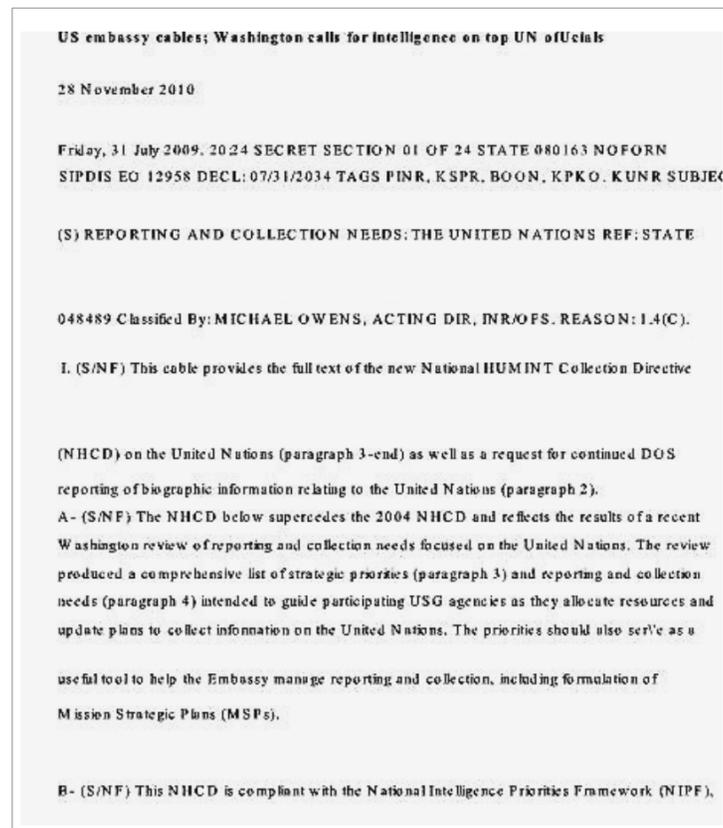 US embassy cables; Washington calls for intelligence on top UN ofUcials
28 November 2010
Friday, 31 July 2009. 20:24 SECRET SECTION 01 OF 24 STATE 080163 NOFORN
SIPDIS EO 12958 DECL: 07/31/2034 TAGS PINR, KSPR, BOON, KPKO. KUNR SUBJEC
(S) REPORTING AND COLLECTION NEEDS: THE UNITED NATIONS REF: STATE
048489 Classified By: MICHAEL OWENS, ACTING DIR, INR/OPS. REASON: 1.4(C).
I. (S/NF) This cable provides the full text of the new National HUMINT Collection Directive
(NHCD) on the United Nations (paragraph 3-end) as well as a request for continued DOS
reporting of biographic information relating to the United Nations (paragraph 2).
A- (S/NF) The NHCD below supercedes the 2004 NHCD and reflects the results of a recent
Washington review of reporting and collection needs focused on the United Nations. The review
produced a comprehensive list of strategic priorities (paragraph 3) and reporting and collection
needs (paragraph 4) intended to guide participating USG agencies as they allocate resources and
update plans to collect infonnation on the United Nations. The priorities should also ser\'e as a
useful tool to help the Embassy manage reporting and collection, including formulation of
Mission Strategic Plans (MSPs).
B- (S/NF) This NHCD is compliant with the National Intelligence Priorities Framework (NIPF),